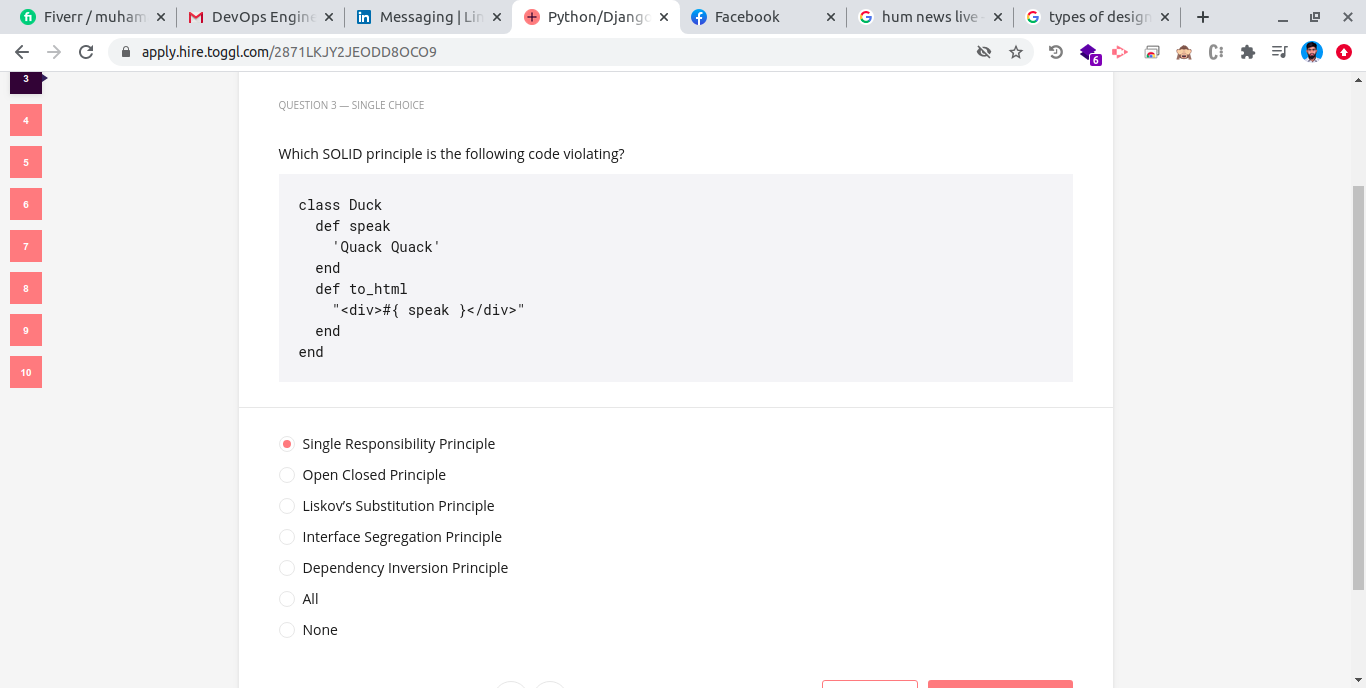 Fiverr / muham
DevOps Engine
Messaging | Lin
Python/Django
Facebook
hum news live -
types of design
apply.hire.toggl.com/2871LKJY2JEODD8OCO9
6
3
4
5
6
7
8
9
10
QUESTION 3 — SINGLE CHOICE
Which SOLID principle is the following code violating?
class Duck
  def speak
    'Quack Quack'
  end
  def to_html
    "<div>#{ speak }</div>"
  end
end
Single Responsibility Principle
Open Closed Principle
Liskov’s Substitution Principle
Interface Segregation Principle
Dependency Inversion Principle
All
None